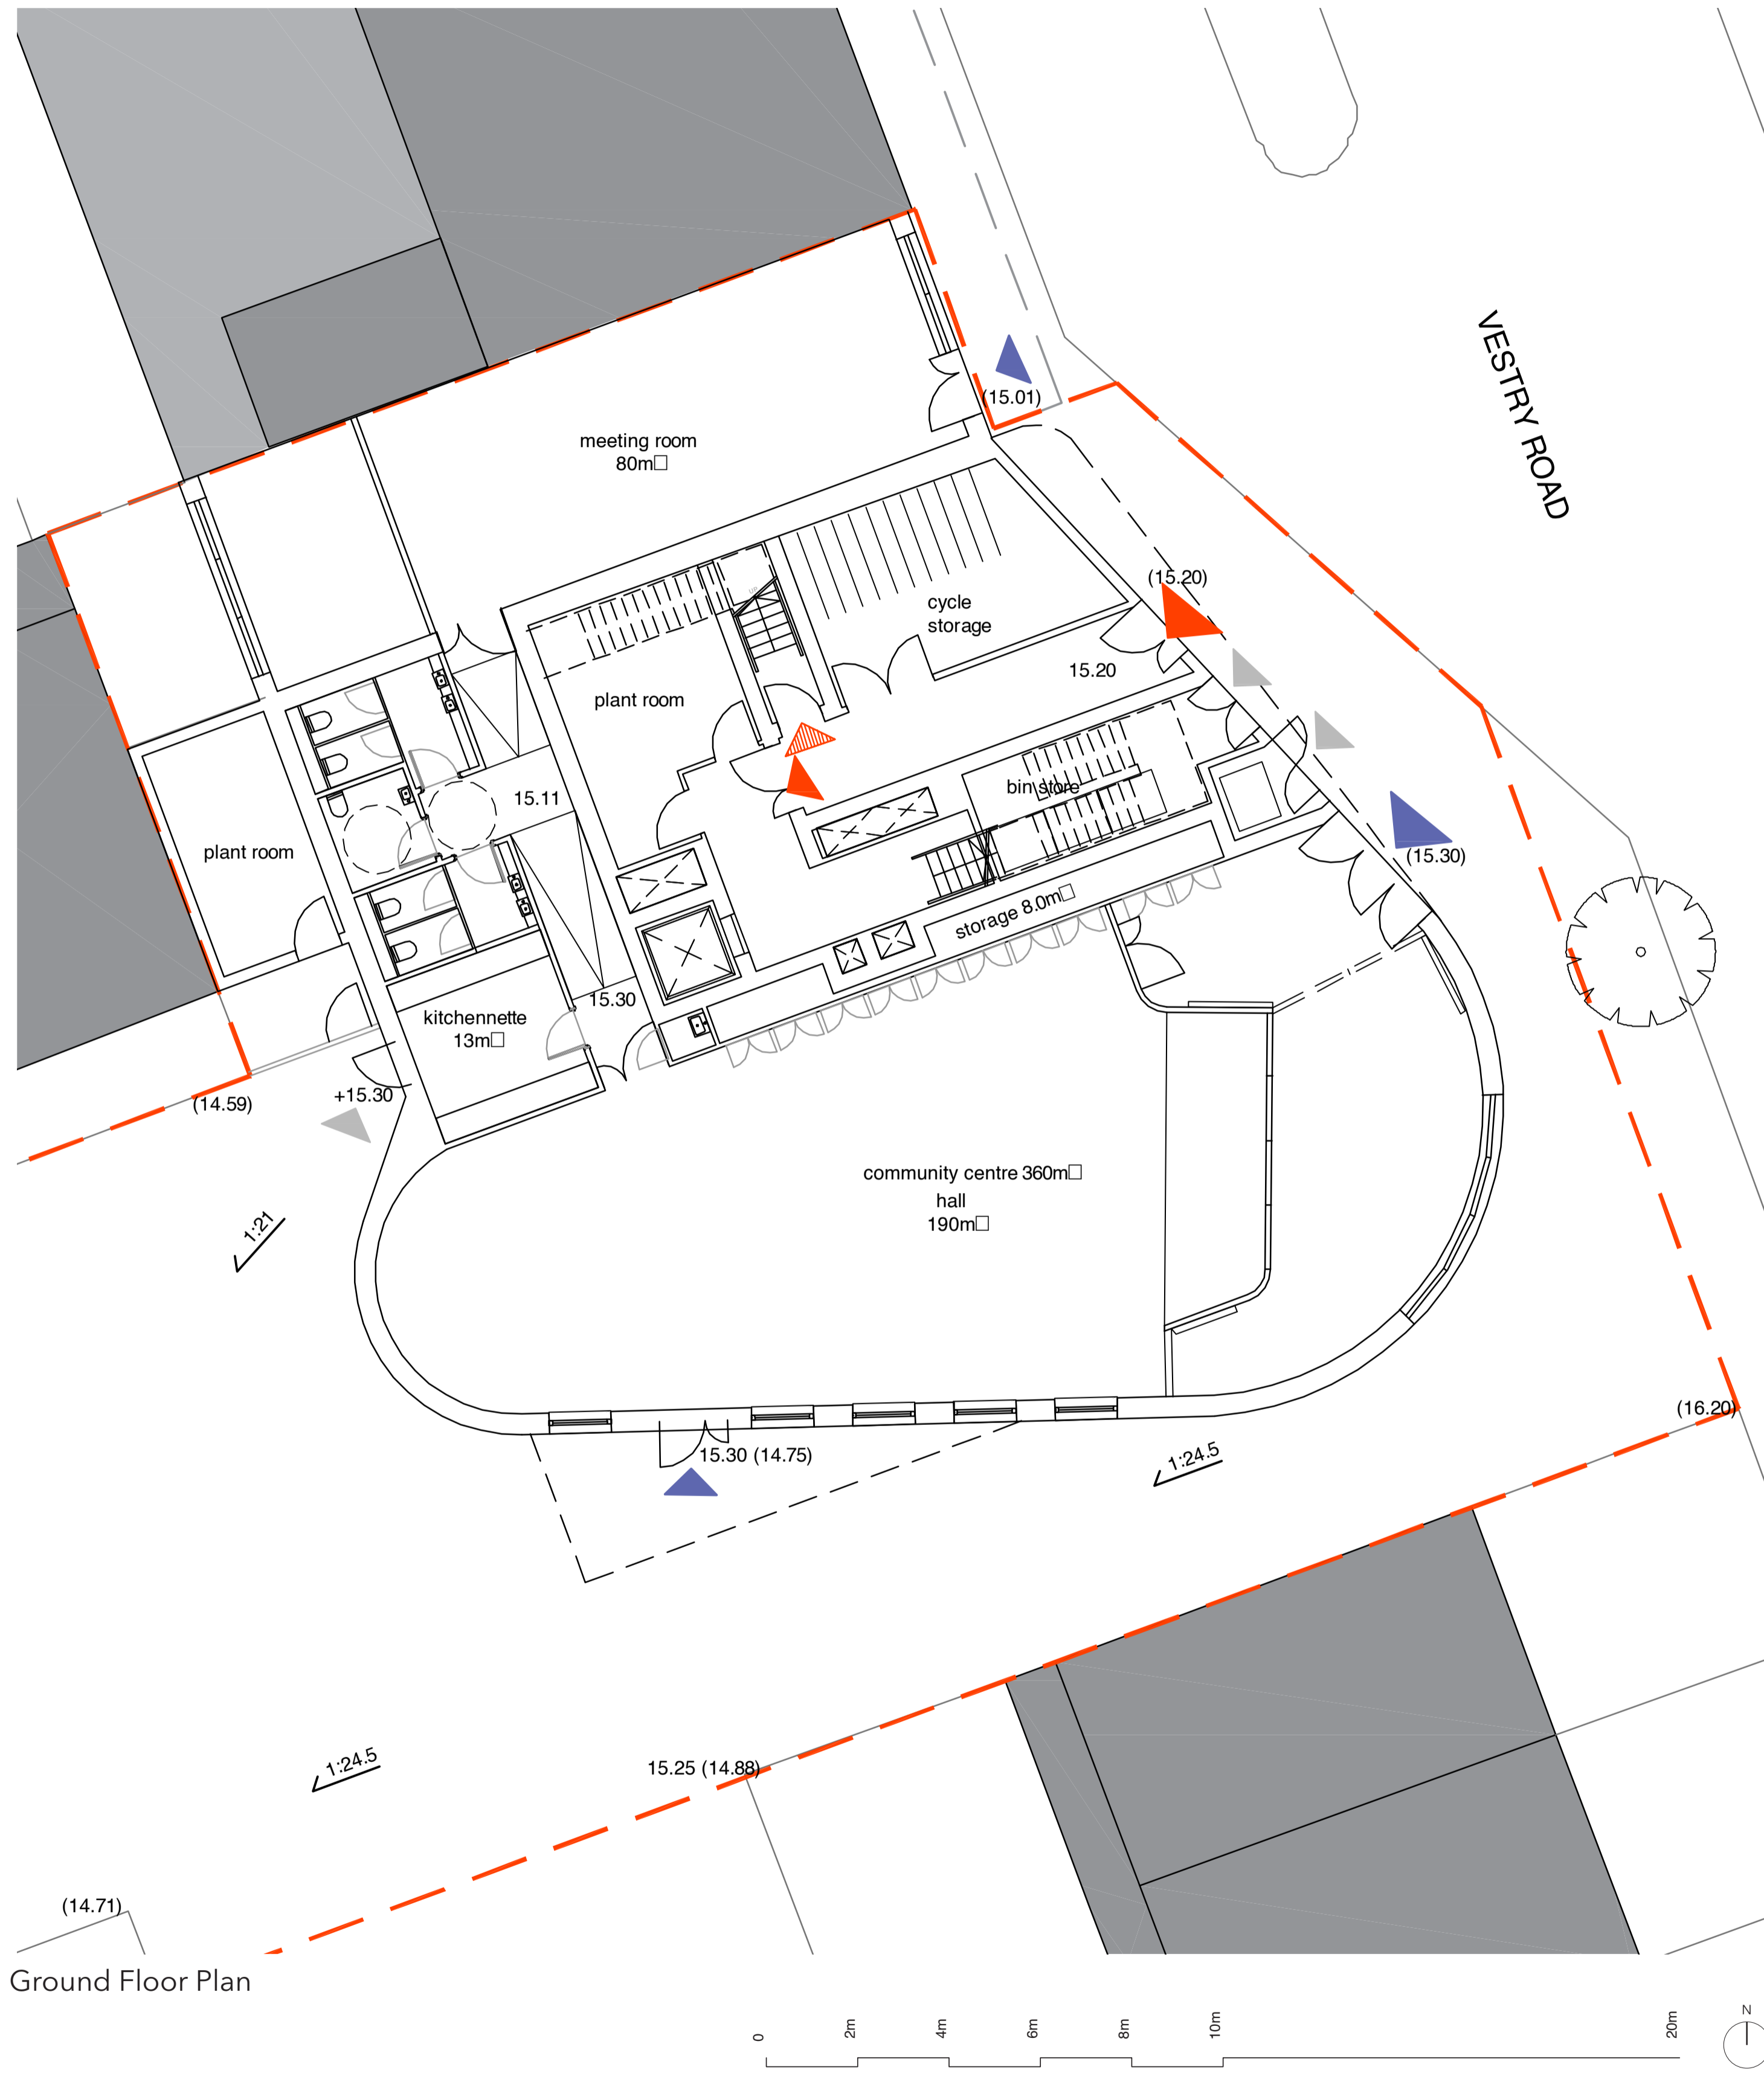 VESTRY ROAD
(15.01)
meeting room
80m□
(15.20)
cycle
storage
15.20
plant room
bin store
15.11
plant room
(15.30)
storage 8.0m□
15.30
kitchennette
13m□
+15.30
(14.59)
community centre 360m□
hall
190m□
1:21
(16.20)
15.30 (14.75)
1:24.5
1:24.5
15.25 (14.88)
(14.71)
Ground Floor Plan
0
2m
4m
6m
8m
10m
20m
N